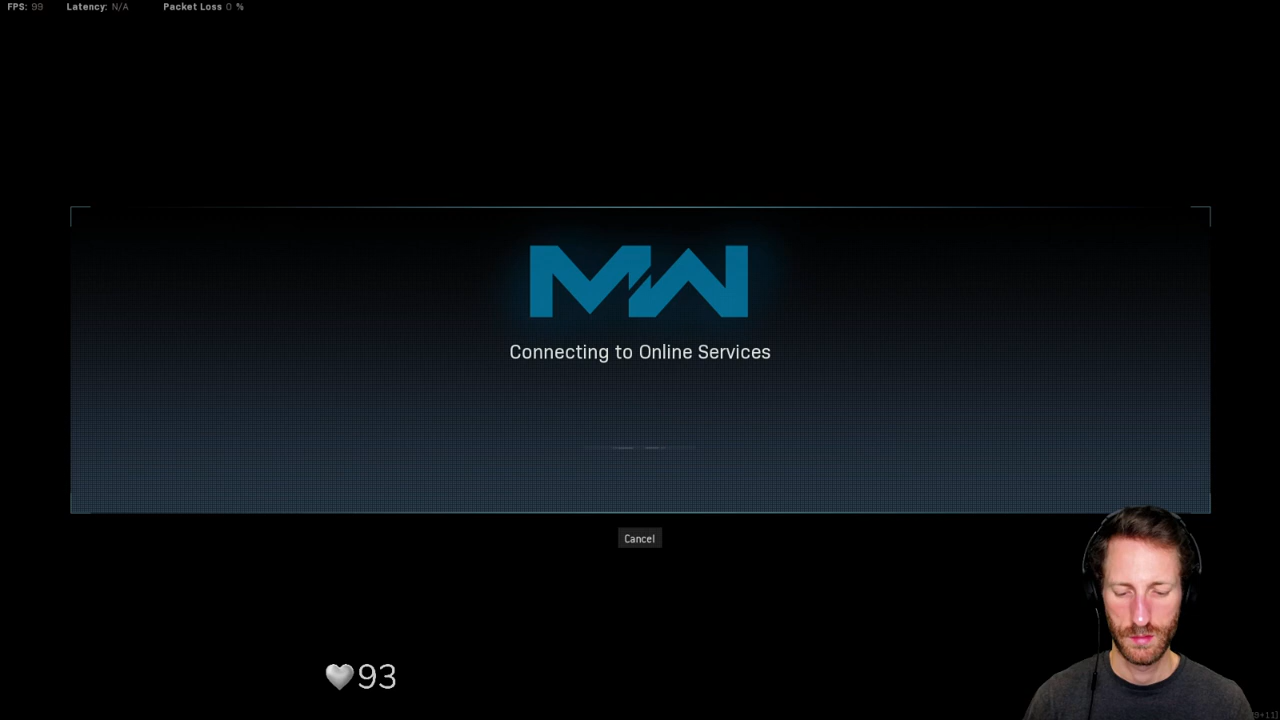 FPS: 99 Latency: N/A Packet Loss 0 %
MW
Connecting to Online Services
Cancel
93